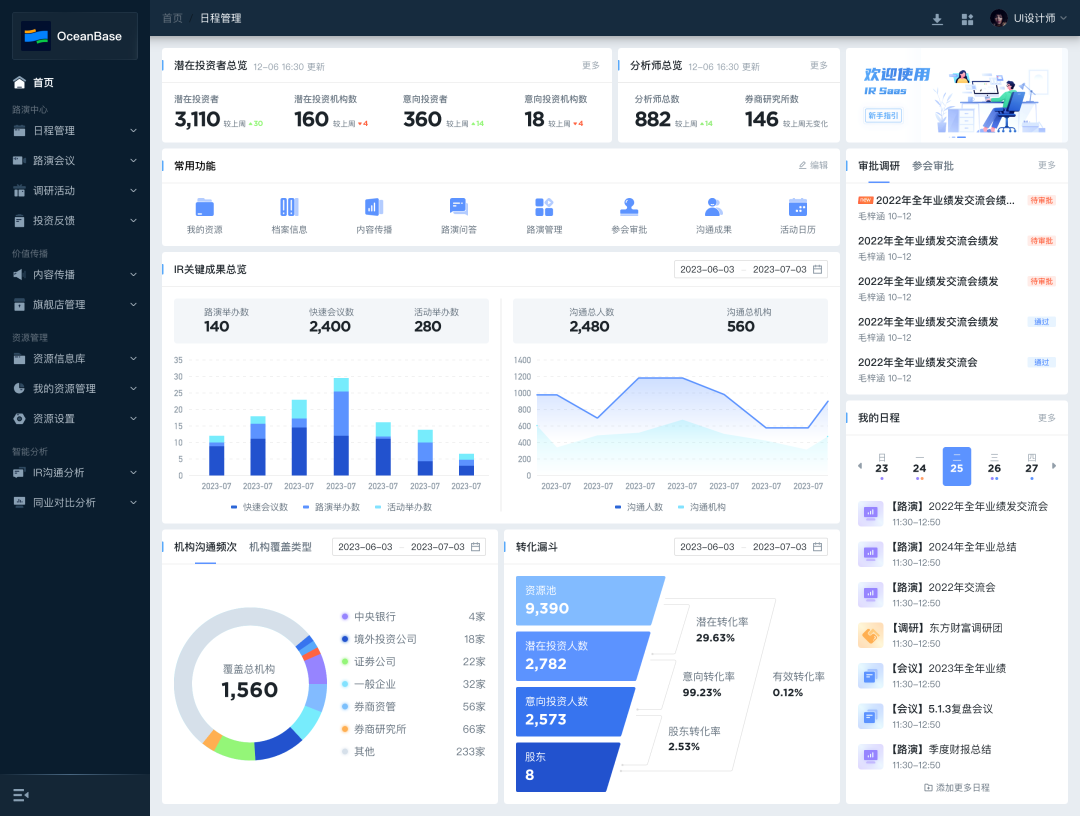 OceanBase
首页
路演中心
日程管理
路演会议
调研活动
投资反馈
价值传播
内容传播
旗舰店管理
资源管理
资源信息库
我的资源管理
资源设置
智能分析
IR沟通分析
同业对比分析
首页 / 日程管理
UI设计师
潜在投资者总览 12-06 16:30 更新 更多
潜在投资者 潜在投资机构数 意向投资者 意向投资机构数
3,110 较上周 +30 160 较上周 4 360 较上周 +14 18 较上周 4
分析师总览 12-06 16:30 更新 更多
分析师总数 券商研究所数
882 较上周 +14 146 较上周无变化
欢迎使用
IR Saas
新手指引
常用功能 编辑
我的资源 档案信息 内容传播 路演问答 路演管理 参会审批 沟通成果 活动日历
审批调研 参会审批 更多
NEW 2022年全年业绩发交流会绩... 待审批
毛梓涵 10-12
2022年全年业绩发交流会绩发 待审批
毛梓涵 10-12
2022年全年业绩发交流会绩发 待审批
毛梓涵 10-12
2022年全年业绩发交流会绩发 通过
毛梓涵 10-12
2022年全年业绩发交流会 通过
毛梓涵 10-12
IR关键成果总览 2023-06-03 - 2023-07-03
路演举办数 快速会议数 活动举办数
140 2,400 280
35
30
25
20
15
10
5
0
2023-07 2023-07 2023-07 2023-07 2023-07 2023-07 2023-07
快速会议数 路演举办数 活动举办数
沟通总人数 沟通总机构
2,480 560
1400
1200
1000
800
600
400
200
0
2023-07 2023-07 2023-07 2023-07 2023-07 2023-07 2023-07
沟通人数 沟通机构
我的日程 更多
日 一 二 三 四
23 24 25 26 27
【路演】2022年全年业绩发交流会
11:30-12:50
【路演】2024年全年业总结
11:30-12:50
【路演】2022年交流会
11:30-12:50
【调研】东方财富调研团
11:30-12:50
【会议】2023年全年业绩
11:30-12:50
【会议】5.1.3复盘会议
11:30-12:50
【路演】季度财报总结
11:30-12:50
添加更多日程
机构沟通频次 机构覆盖类型 2023-06-03 - 2023-07-03
覆盖总机构
1,560
中央银行 4家
境外投资公司 18家
证券公司 22家
一般企业 32家
券商资管 56家
券商研究所 66家
其他 233家
转化漏斗 2023-06-03 - 2023-07-03
资源池
9,390
潜在投资人数
2,782
意向投资人数
2,573
股东
8
潜在转化率
29.63%
意向转化率
99.23%
股东转化率
2.53%
有效转化率
0.12%